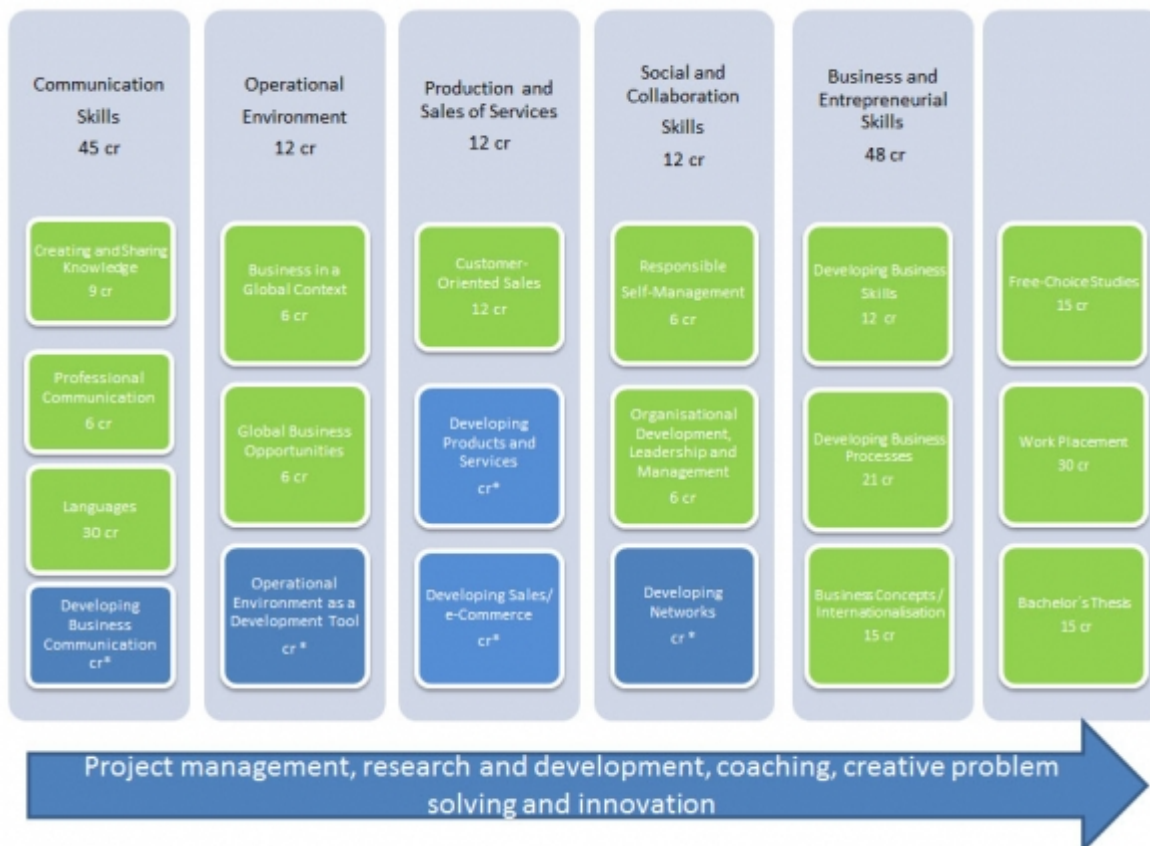 Communication
Skills
45 cr
Creating and Sharing
Knowledge
9 cr
Professional
Communication
6 cr
Languages
30 cr
Developing
Business
Communication
cr*
Operational
Environment
12 cr
Business in a
Global Context
6 cr
Global Business
Opportunities
6 cr
Operational
Environment as a
Development Tool
cr *
Production and
Sales of Services
12 cr
Customer-
Oriented Sales
12 cr
Developing
Products and
Services
cr*
Developing Sales/
e-Commerce
cr*
Social and
Collaboration
Skills
12 cr
Responsible
Self-Management
6 cr
Organisational
Development,
Leadership and
Management
6 cr
Developing
Networks
cr *
Business and
Entrepreneurial
Skills
48 cr
Developing Business
Skills
12 cr
Developing Business
Processes
21 cr
Business Concepts /
Internationalisation
15 cr
Free-Choice Studies
15 cr
Work Placement
30 cr
Bachelor´s Thesis
15 cr
Project management, research and development, coaching, creative problem
solving and innovation